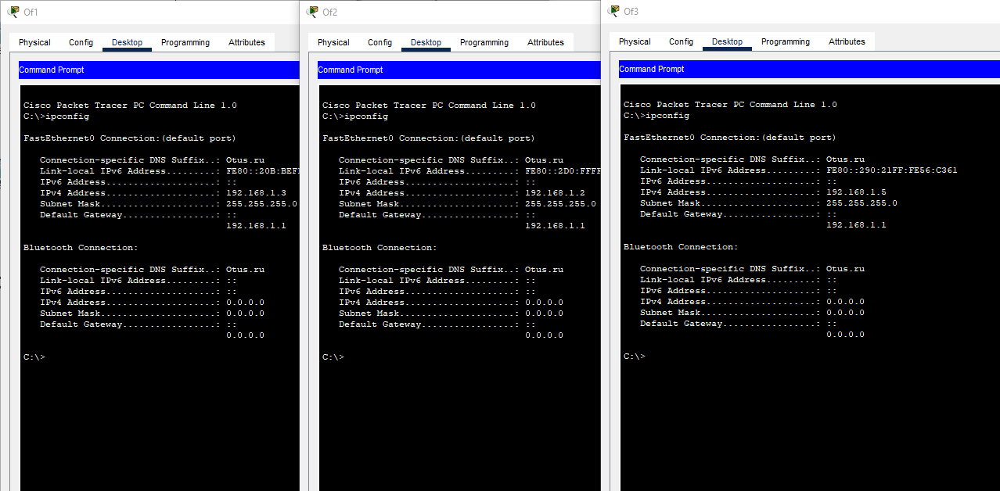 Of1
Physical Config Desktop Programming Attributes
Command Prompt
Cisco Packet Tracer PC Command Line 1.0
C:\>ipconfig
FastEthernet0 Connection:(default port)
Connection-specific DNS Suffix..: Otus.ru
Link-local IPv6 Address.........: FE80::20B:BEF
IPv6 Address....................: ::
IPv4 Address....................: 192.168.1.3
Subnet Mask.....................: 255.255.255.0
Default Gateway.................: ::
192.168.1.1
Bluetooth Connection:
Connection-specific DNS Suffix..: Otus.ru
Link-local IPv6 Address.........: ::
IPv6 Address....................: ::
IPv4 Address....................: 0.0.0.0
Subnet Mask.....................: 0.0.0.0
Default Gateway.................: ::
0.0.0.0
C:\>
Of2
Physical Config Desktop Programming Attributes
Command Prompt
Cisco Packet Tracer PC Command Line 1.0
C:\>ipconfig
FastEthernet0 Connection:(default port)
Connection-specific DNS Suffix..: Otus.ru
Link-local IPv6 Address.........: FE80::2D0:FFFF
IPv6 Address....................: ::
IPv4 Address....................: 192.168.1.2
Subnet Mask.....................: 255.255.255.0
Default Gateway.................: ::
192.168.1.1
Bluetooth Connection:
Connection-specific DNS Suffix..: Otus.ru
Link-local IPv6 Address.........: ::
IPv6 Address....................: ::
IPv4 Address....................: 0.0.0.0
Subnet Mask.....................: 0.0.0.0
Default Gateway.................: ::
0.0.0.0
C:\>
Of3
Physical Config Desktop Programming Attributes
Command Prompt
Cisco Packet Tracer PC Command Line 1.0
C:\>ipconfig
FastEthernet0 Connection:(default port)
Connection-specific DNS Suffix..: Otus.ru
Link-local IPv6 Address.........: FE80::290:21FF:FE56:C361
IPv6 Address....................: ::
IPv4 Address....................: 192.168.1.5
Subnet Mask.....................: 255.255.255.0
Default Gateway.................: ::
192.168.1.1
Bluetooth Connection:
Connection-specific DNS Suffix..: Otus.ru
Link-local IPv6 Address.........: ::
IPv6 Address....................: ::
IPv4 Address....................: 0.0.0.0
Subnet Mask.....................: 0.0.0.0
Default Gateway.................: ::
0.0.0.0
C:\>